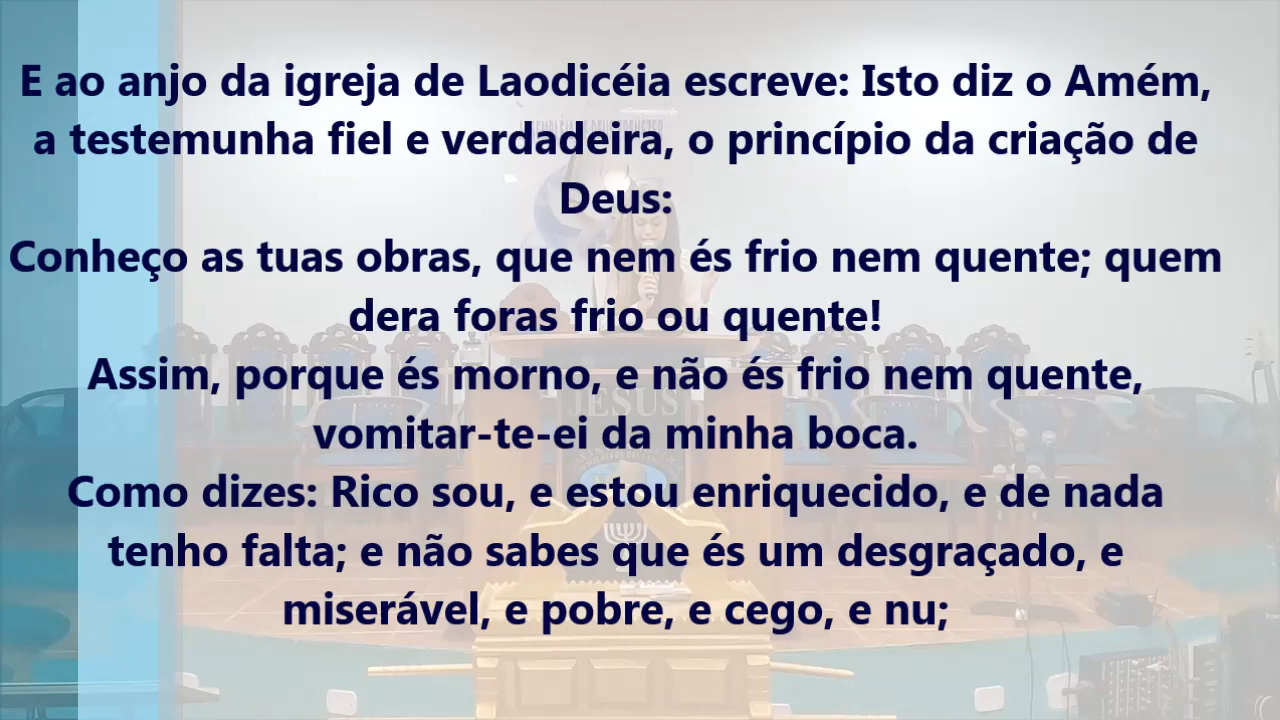 E ao anjo da igreja de Laodicéia escreve: Isto diz o Amém,
a testemunha fiel e verdadeira, o princípio da criação de
Deus:
Conheço as tuas obras, que nem és frio nem quente; quem
dera foras frio ou quente!
Assim, porque és morno, e não és frio nem quente,
vomitar-te-ei da minha boca.
Como dizes: Rico sou, e estou enriquecido, e de nada
tenho falta; e não sabes que és um desgraçado, e
miserável, e pobre, e cego, e nu;
JESUS